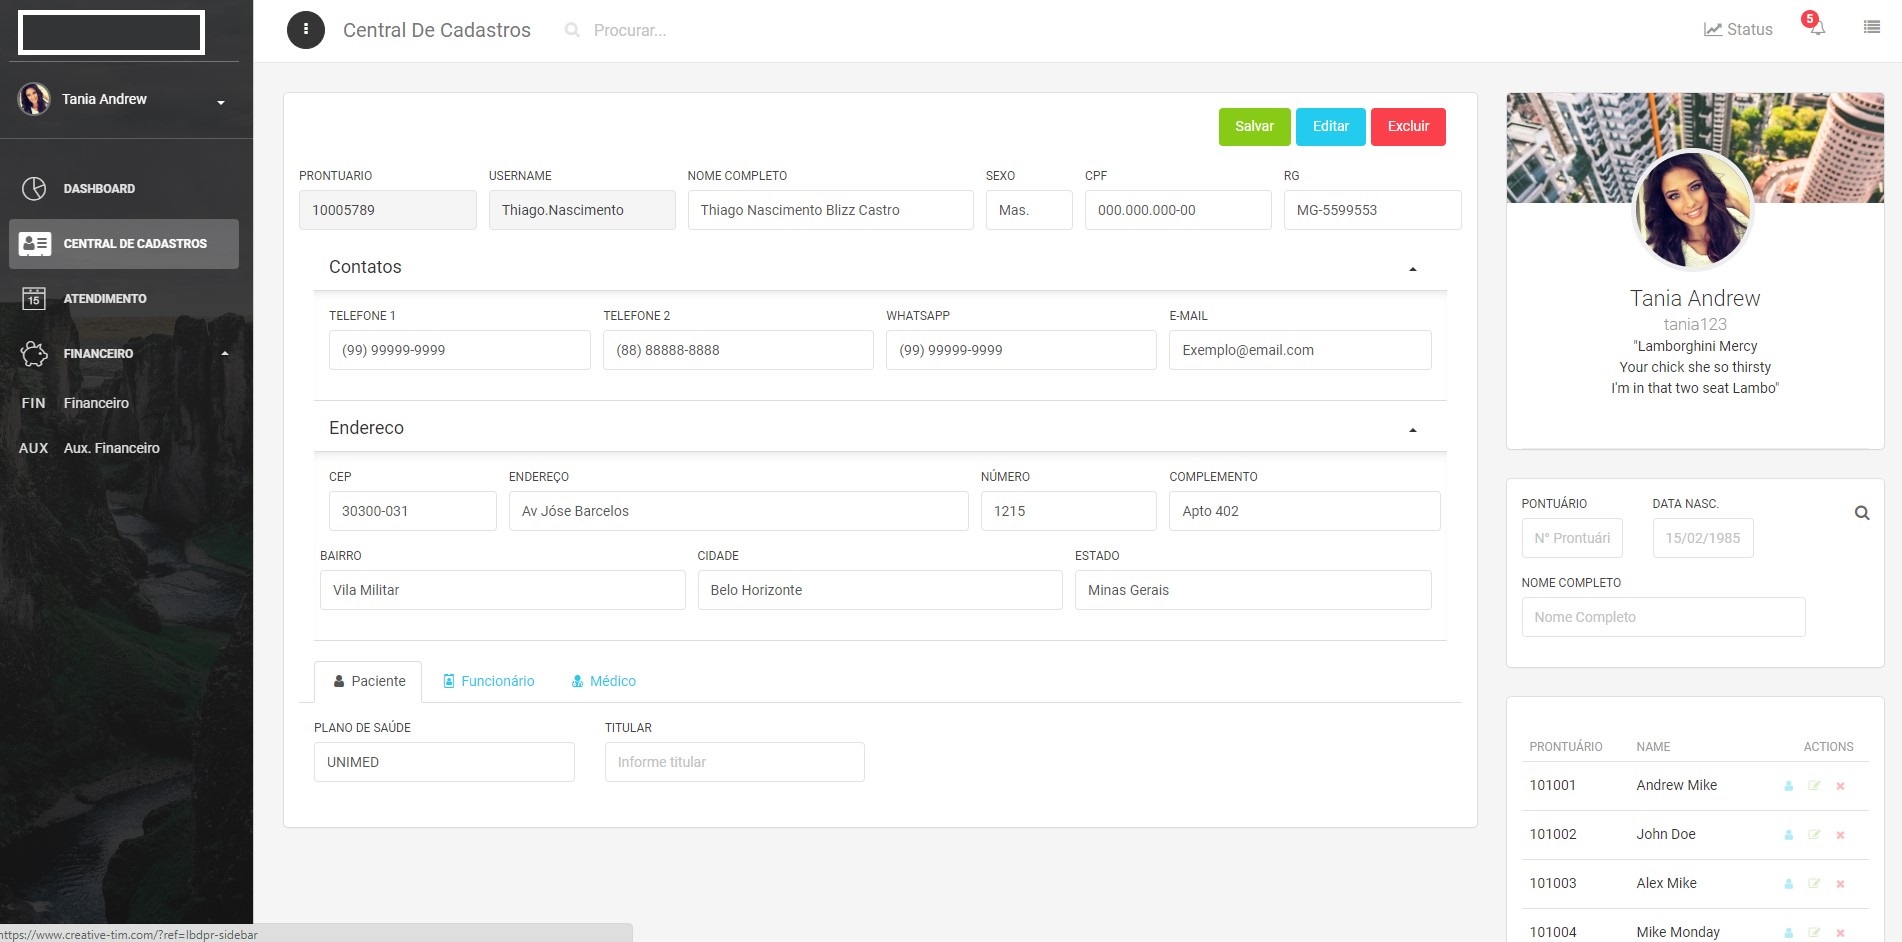 Tania Andrew
DASHBOARD
CENTRAL DE CADASTROS
15
ATENDIMENTO
FINANCEIRO
FIN Financeiro
AUX Aux. Financeiro
Central De Cadastros
Procurar...
Status
5
Salvar Editar Excluir
PRONTUARIO USERNAME NOME COMPLETO SEXO CPF RG
10005789 Thiago.Nascimento Thiago Nascimento Blizz Castro Mas. 000.000.000-00 MG-5599553
Contatos
TELEFONE 1 TELEFONE 2 WHATSAPP E-MAIL
(99) 99999-9999 (88) 88888-8888 (99) 99999-9999 Exemplo@email.com
Endereco
CEP ENDEREÇO NÚMERO COMPLEMENTO
30300-031 Av Jóse Barcelos 1215 Apto 402
BAIRRO CIDADE ESTADO
Vila Militar Belo Horizonte Minas Gerais
Paciente Funcionário Médico
PLANO DE SAÚDE TITULAR
UNIMED Informe titular
Tania Andrew
tania123
"Lamborghini Mercy
Your chick she so thirsty
I'm in that two seat Lambo"
PONTUÁRIO DATA NASC.
N° Prontuári 15/02/1985
NOME COMPLETO
Nome Completo
PRONTUÁRIO NAME ACTIONS
101001 Andrew Mike
101002 John Doe
101003 Alex Mike
101004 Mike Monday
https://www.creative-tim.com/?ref=lbdpr-sidebar